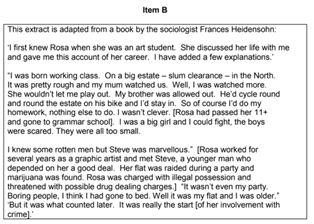 Item B
This extract is adapted from a book by the sociologist Frances Heidensohn:
'I first knew Rosa when she was an art student.  She discussed her life with me
and gave me this account of her career.  I have added a few explanations.'
"I was born working class.  On a big estate – slum clearance – in the North.
It was pretty rough and my mum watched us.  Well, I was watched more.
She wouldn't let me play out.  My brother was allowed out.  He'd cycle round
and round the estate on his bike and I'd stay in.  So of course I'd do my
homework, nothing else to do. I wasn't clever. [Rosa had passed her 11+
and gone to grammar school].  I was a big girl and I could fight, the boys
were scared. They were all too small.
I knew some rotten men but Steve was marvellous."  [Rosa worked for
several years as a graphic artist and met Steve, a younger man who
depended on her a good deal.  Her flat was raided during a party and
marijuana was found. Rosa was charged with illegal possession and
threatened with possible drug dealing charges.]  "It wasn't even my party.
Boring people, I think I had gone to bed. Well it was my flat and I was older."
'But it was what counted later.  It was really the start [of her involvement with
crime].'